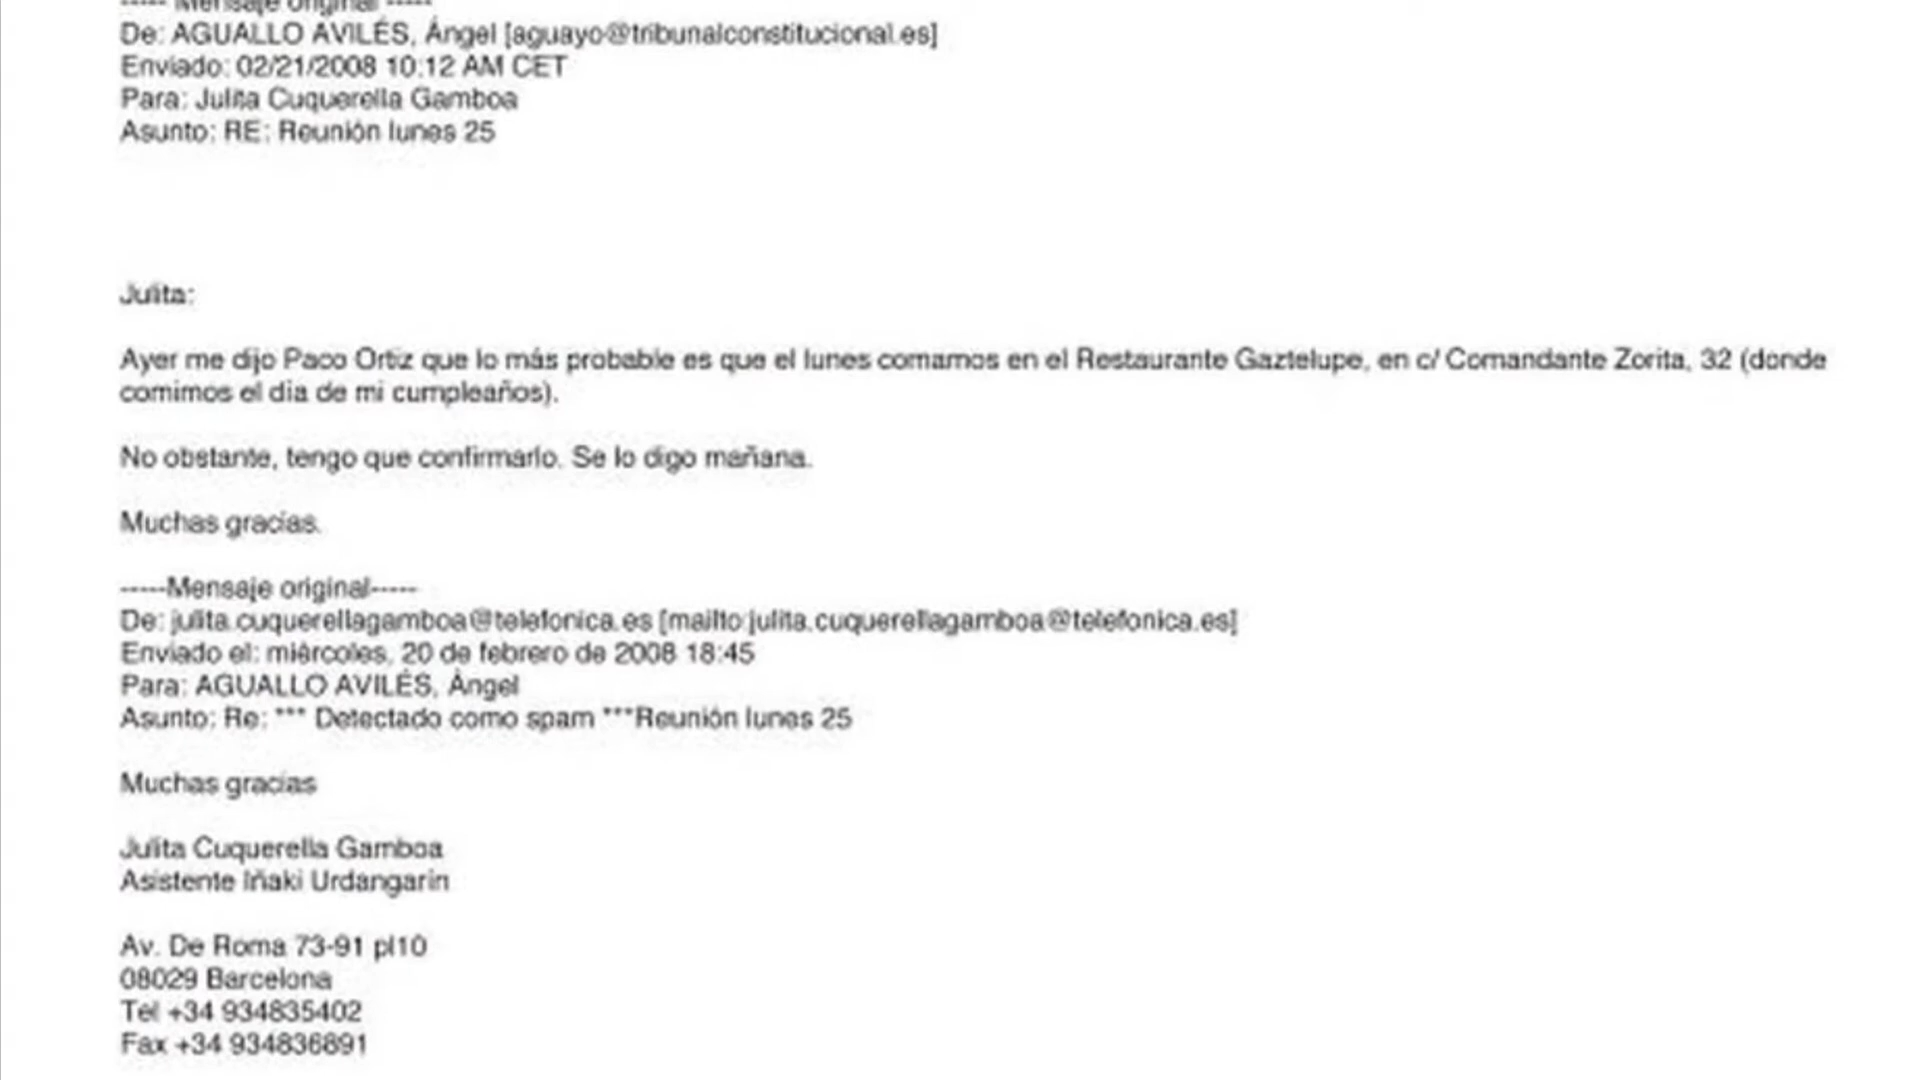 ----- Mensaje original -----
De: AGUALLO AVILÉS, Ángel [aguayo@tribunalconstitucional.es]
Enviado: 02/21/2008 10:12 AM CET
Para: Julita Cuquerella Gamboa
Asunto: RE: Reunión lunes 25
Julita:
Ayer me dijo Paco Ortiz que lo más probable es que el lunes comamos en el Restaurante Gaztelupe, en c/ Comandante Zorita, 32 (donde
comimos el dia de mi cumpleaños).
No obstante, tengo que confirmarlo. Se lo digo mañana.
Muchas gracias.
-----Mensaje original-----
De: julita.cuquerellagamboa@telefonica.es [mailto:julita.cuquerellagamboa@telefonica.es]
Enviado el: miércoles, 20 de febrero de 2008 18:45
Para: AGUALLO AVILÉS, Ángel
Asunto: Re: *** Detectado como spam ***Reunión lunes 25
Muchas gracias
Julita Cuquerella Gamboa
Asistente Iñaki Urdangarin
Av. De Roma 73-91 pl10
08029 Barcelona
Tel +34 934835402
Fax +34 934836891